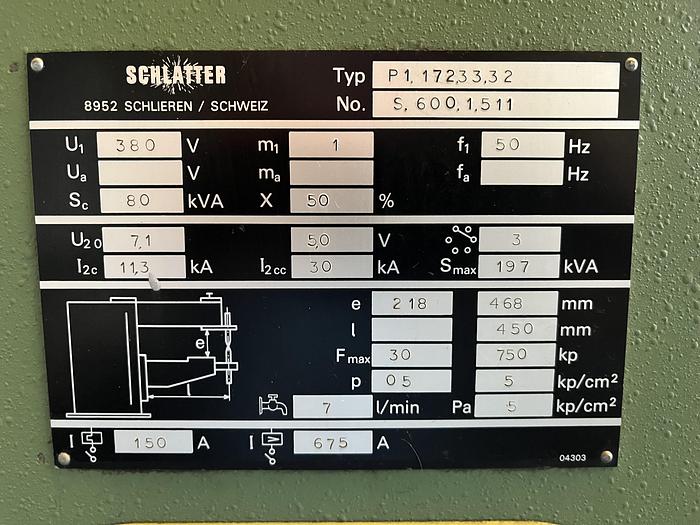 SCHLATTER
8952 SCHLIEREN / SCHWEIZ
Typ P1,172,33,32
No. S,600,1,511
U1 380 V m1 1 f1 50 Hz
Ua V ma fa Hz
Sc 80 kVA X 50 %
U20 7,1 5,0 V 3
I2c 11,3 kA I2cc 30 kA Smax 197 kVA
e 218 468 mm
l 450 mm
Fmax 30 750 kp
p 0 5 5 kp/cm²
7 l/min Pa 5 kp/cm²
e
l
I 150 A I 675 A
04303